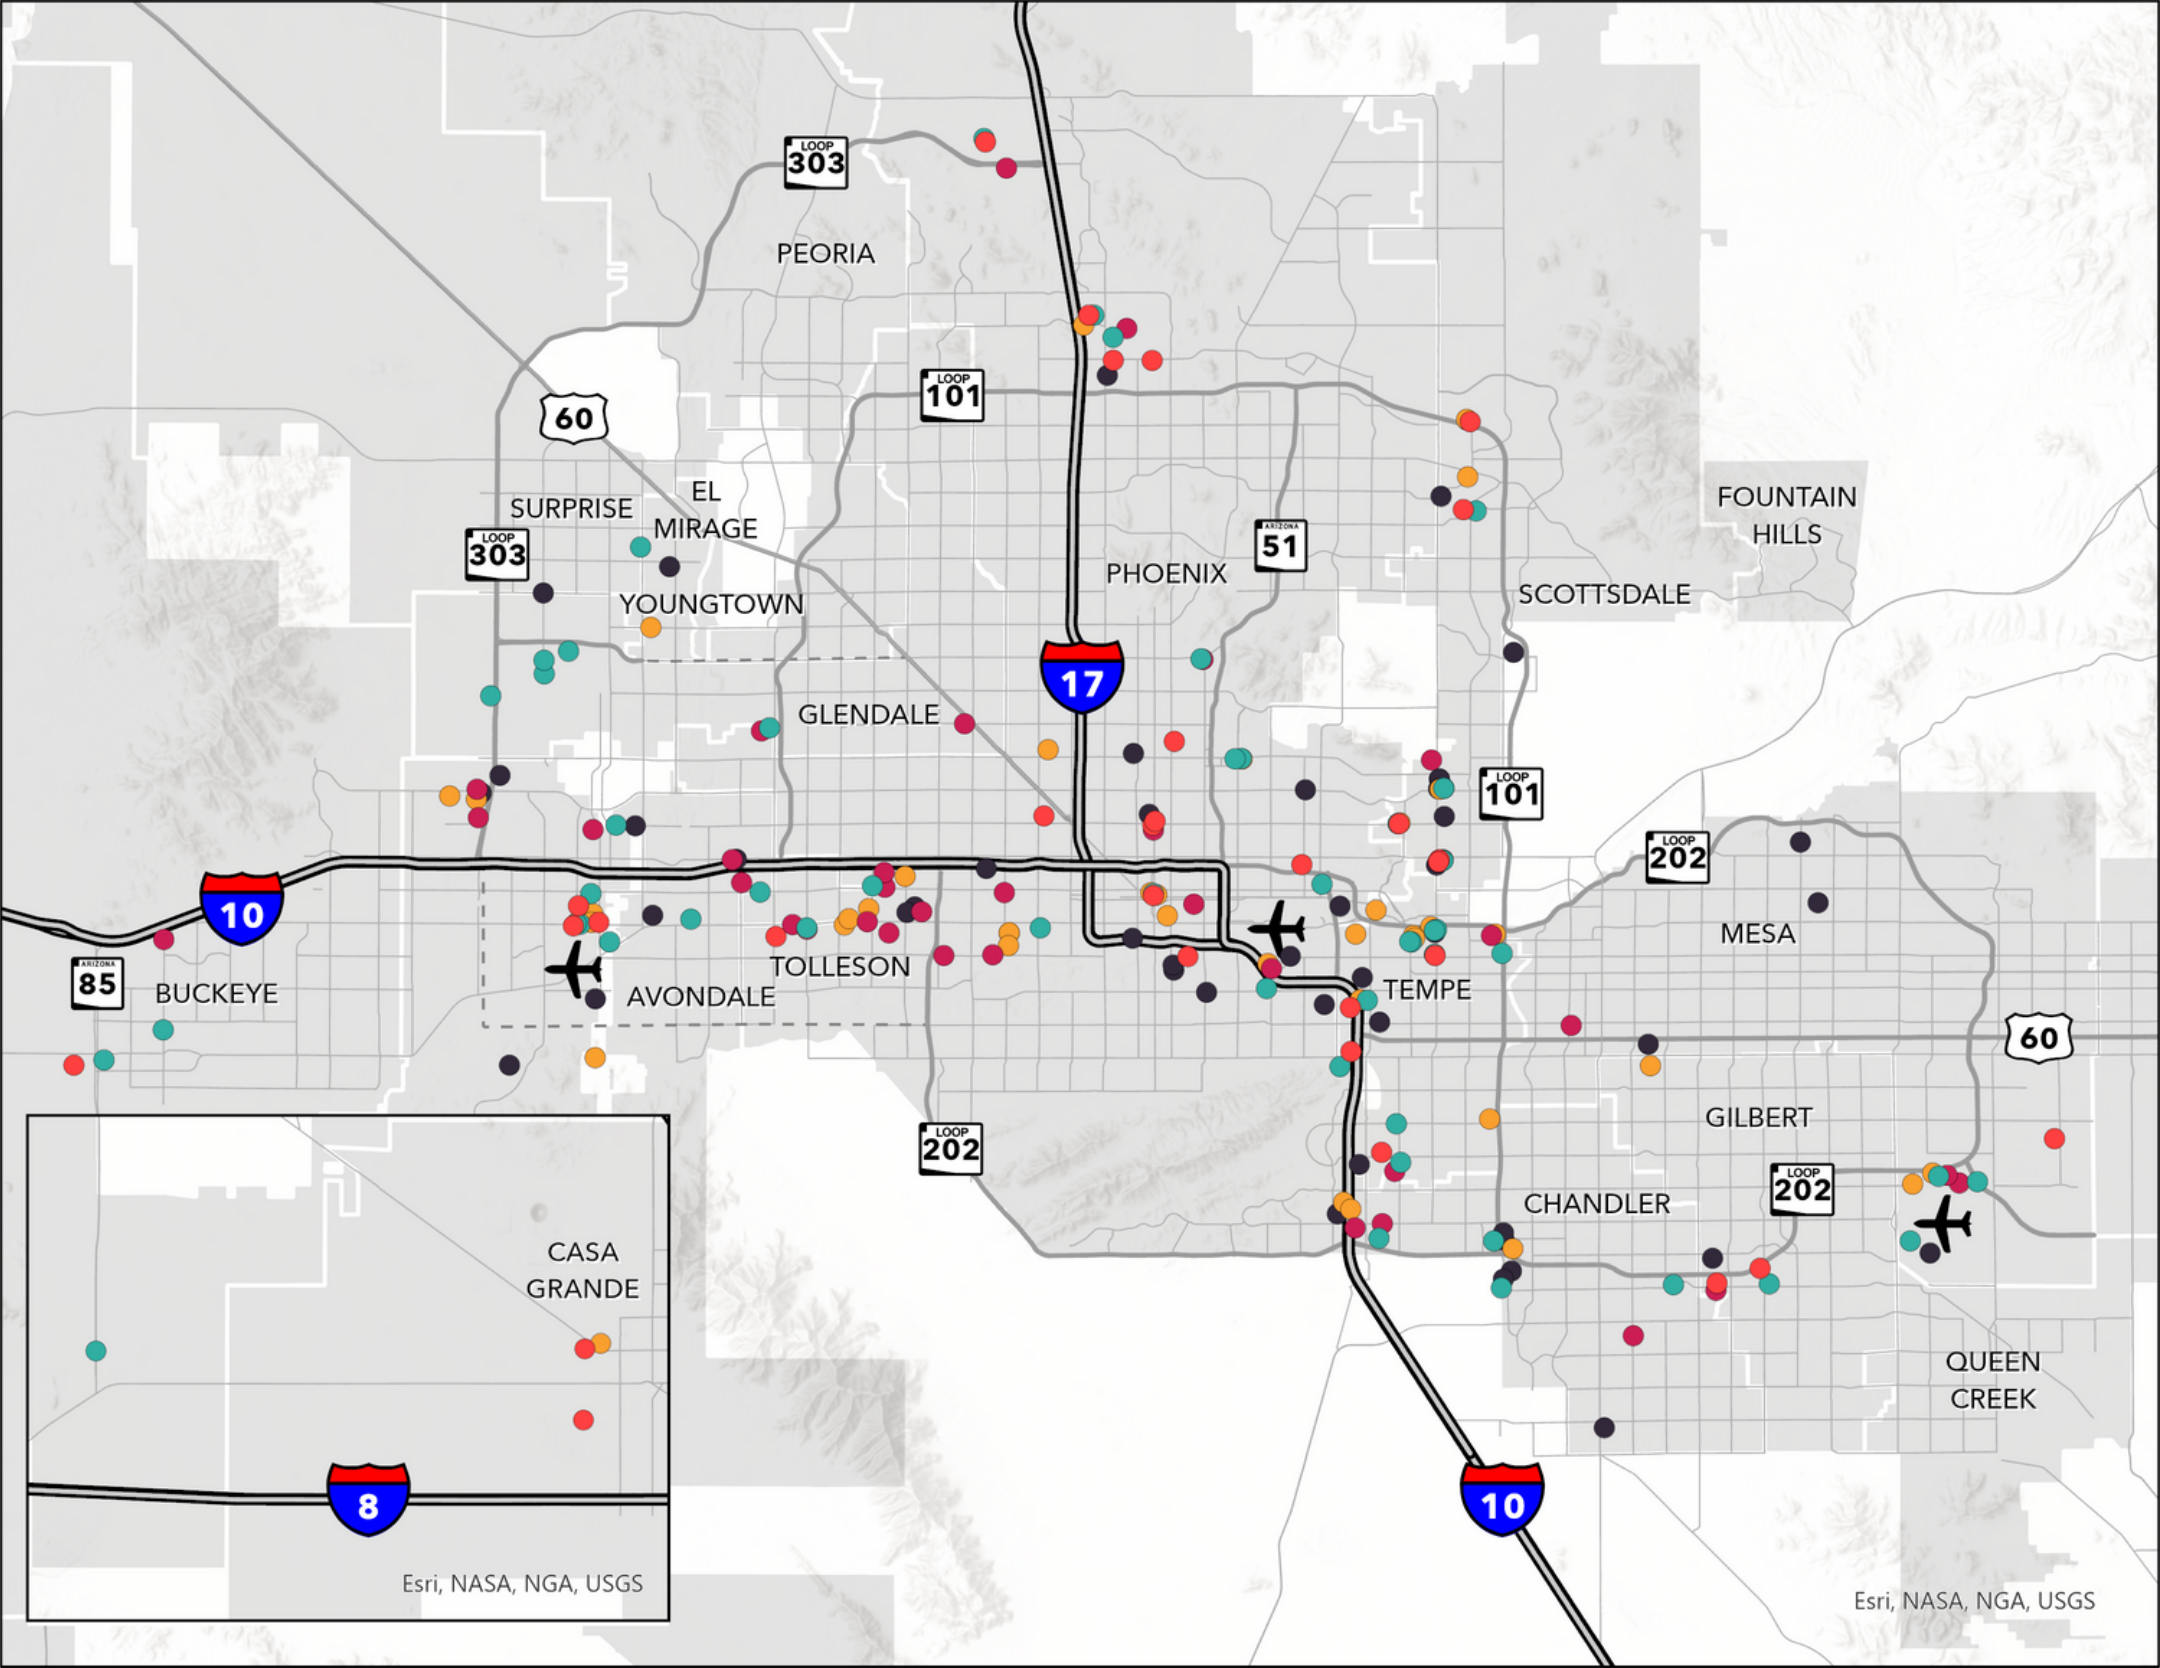 LOOP
303
PEORIA
LOOP
101
60
EL
MIRAGE
SURPRISE
FOUNTAIN
HILLS
LOOP
303
ARIZONA
51
PHOENIX
SCOTTSDALE
YOUNGTOWN
17
GLENDALE
LOOP
101
LOOP
202
10
MESA
TOLLESON
ARIZONA
85
BUCKEYE
AVONDALE
TEMPE
60
GILBERT
LOOP
202
CHANDLER
LOOP
202
CASA
GRANDE
QUEEN
CREEK
8
10
Esri, NASA, NGA, USGS
Esri, NASA, NGA, USGS